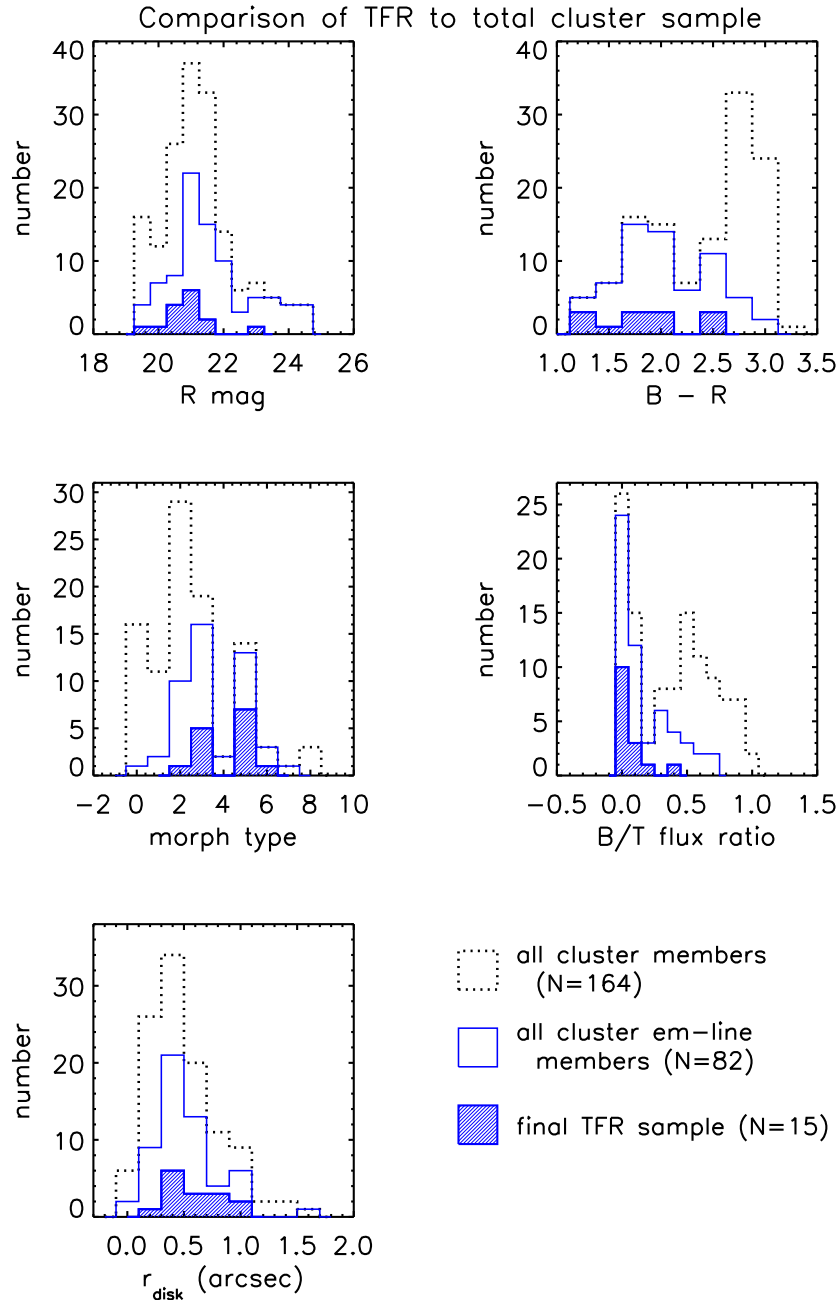 Comparison of TFR to total cluster sample
40
30
20
10
0
number
18 20 22 24 26
R mag
40
30
20
10
0
number
1.0 1.5 2.0 2.5 3.0 3.5
B − R
30
25
20
15
10
5
0
number
−2 0 2 4 6 8 10
morph type
25
20
15
10
5
0
number
−0.5 0.0 0.5 1.0 1.5
B/T flux ratio
30
20
10
0
number
0.0 0.5 1.0 1.5 2.0
r_disk (arcsec)
all cluster members
(N=164)
all cluster em−line
members (N=82)
final TFR sample (N=15)